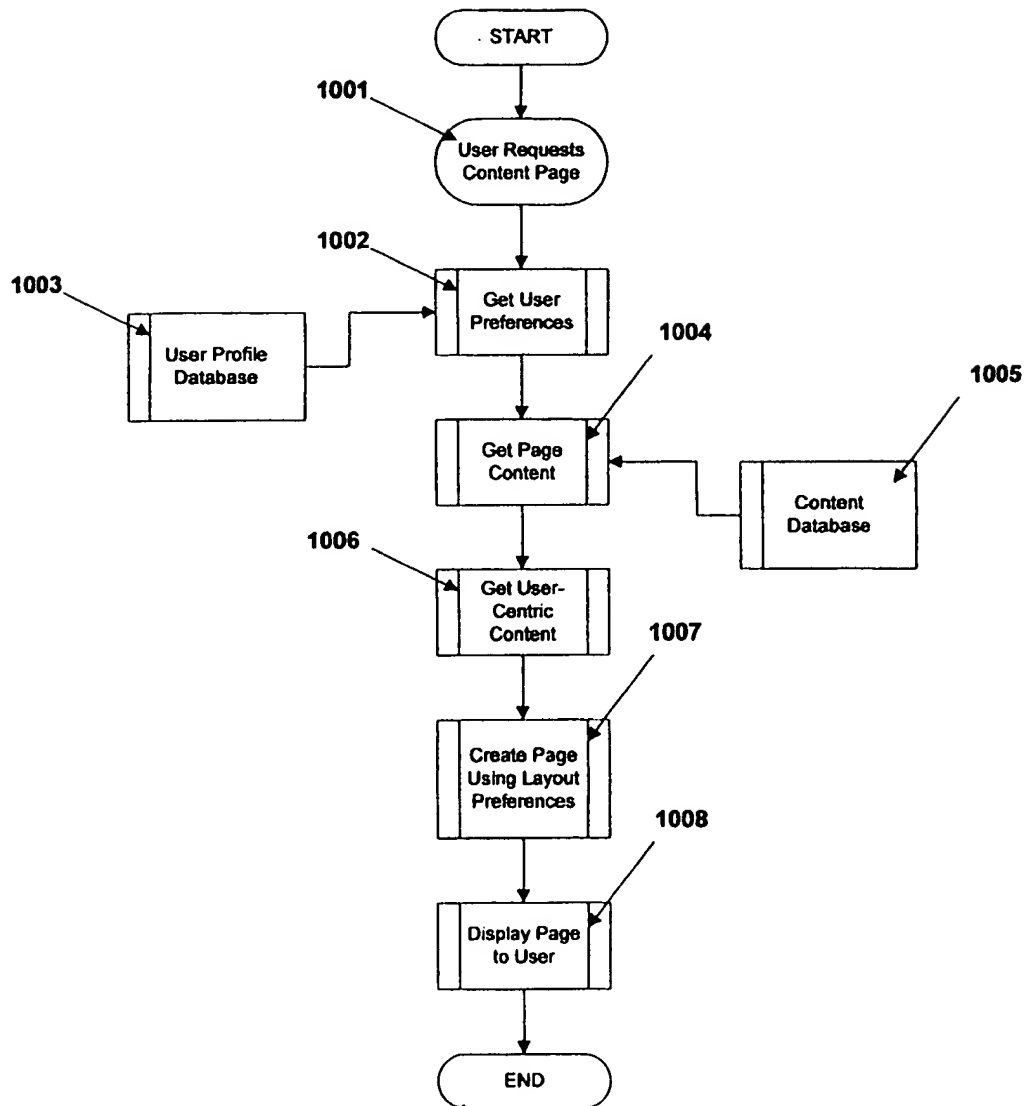 START
1001
User Requests
Content Page
1002
1003
Get User
Preferences
User Profile
Database
1004
1005
Get Page
Content
Content
Database
1006
Get User-
Centric
Content
1007
Create Page
Using Layout
Preferences
1008
Display Page
to User
END